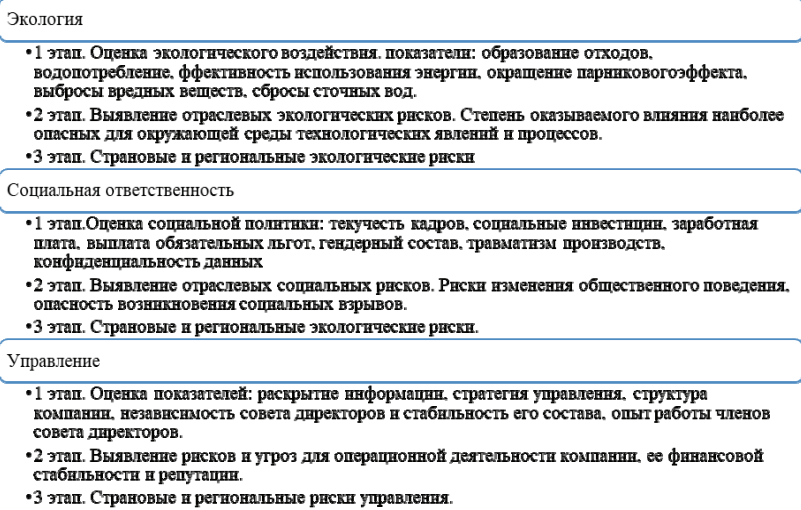 Экология
•1 этап. Оценка экологического воздействия. показатели: образование отходов,
водопотребление, ффективность использования энергии, окращение парниковогоэффекта,
выбросы вредных веществ, сбросы сточных вод.
•2 этап. Выявление отраслевых экологических рисков. Степень оказываемого влияния наиболее
опасных для окружающей среды технологических явлений и процессов.
•3 этап. Страновые и региональные экологические риски
Социальная ответственность
•1 этап.Оценка социальной политики: текучесть кадров, социальные инвестиции, заработная
плата, выплата обязательных льгот, гендерный состав, травматизм производств,
конфиденциальность данных
•2 этап. Выявление отраслевых социальных рисков. Риски изменения общественного поведения,
опасность возникновения социальных взрывов.
•3 этап. Страновые и региональные экологические риски.
Управление
•1 этап. Оценка показателей: раскрытие информации, стратегия управления, структура
компании, независимость совета директоров и стабильность его состава, опыт работы членов
совета директоров.
•2 этап. Выявление рисков и угроз для операционной деятельности компании, ее финансовой
стабильности и репутации.
•3 этап. Страновые и региональные риски управления.